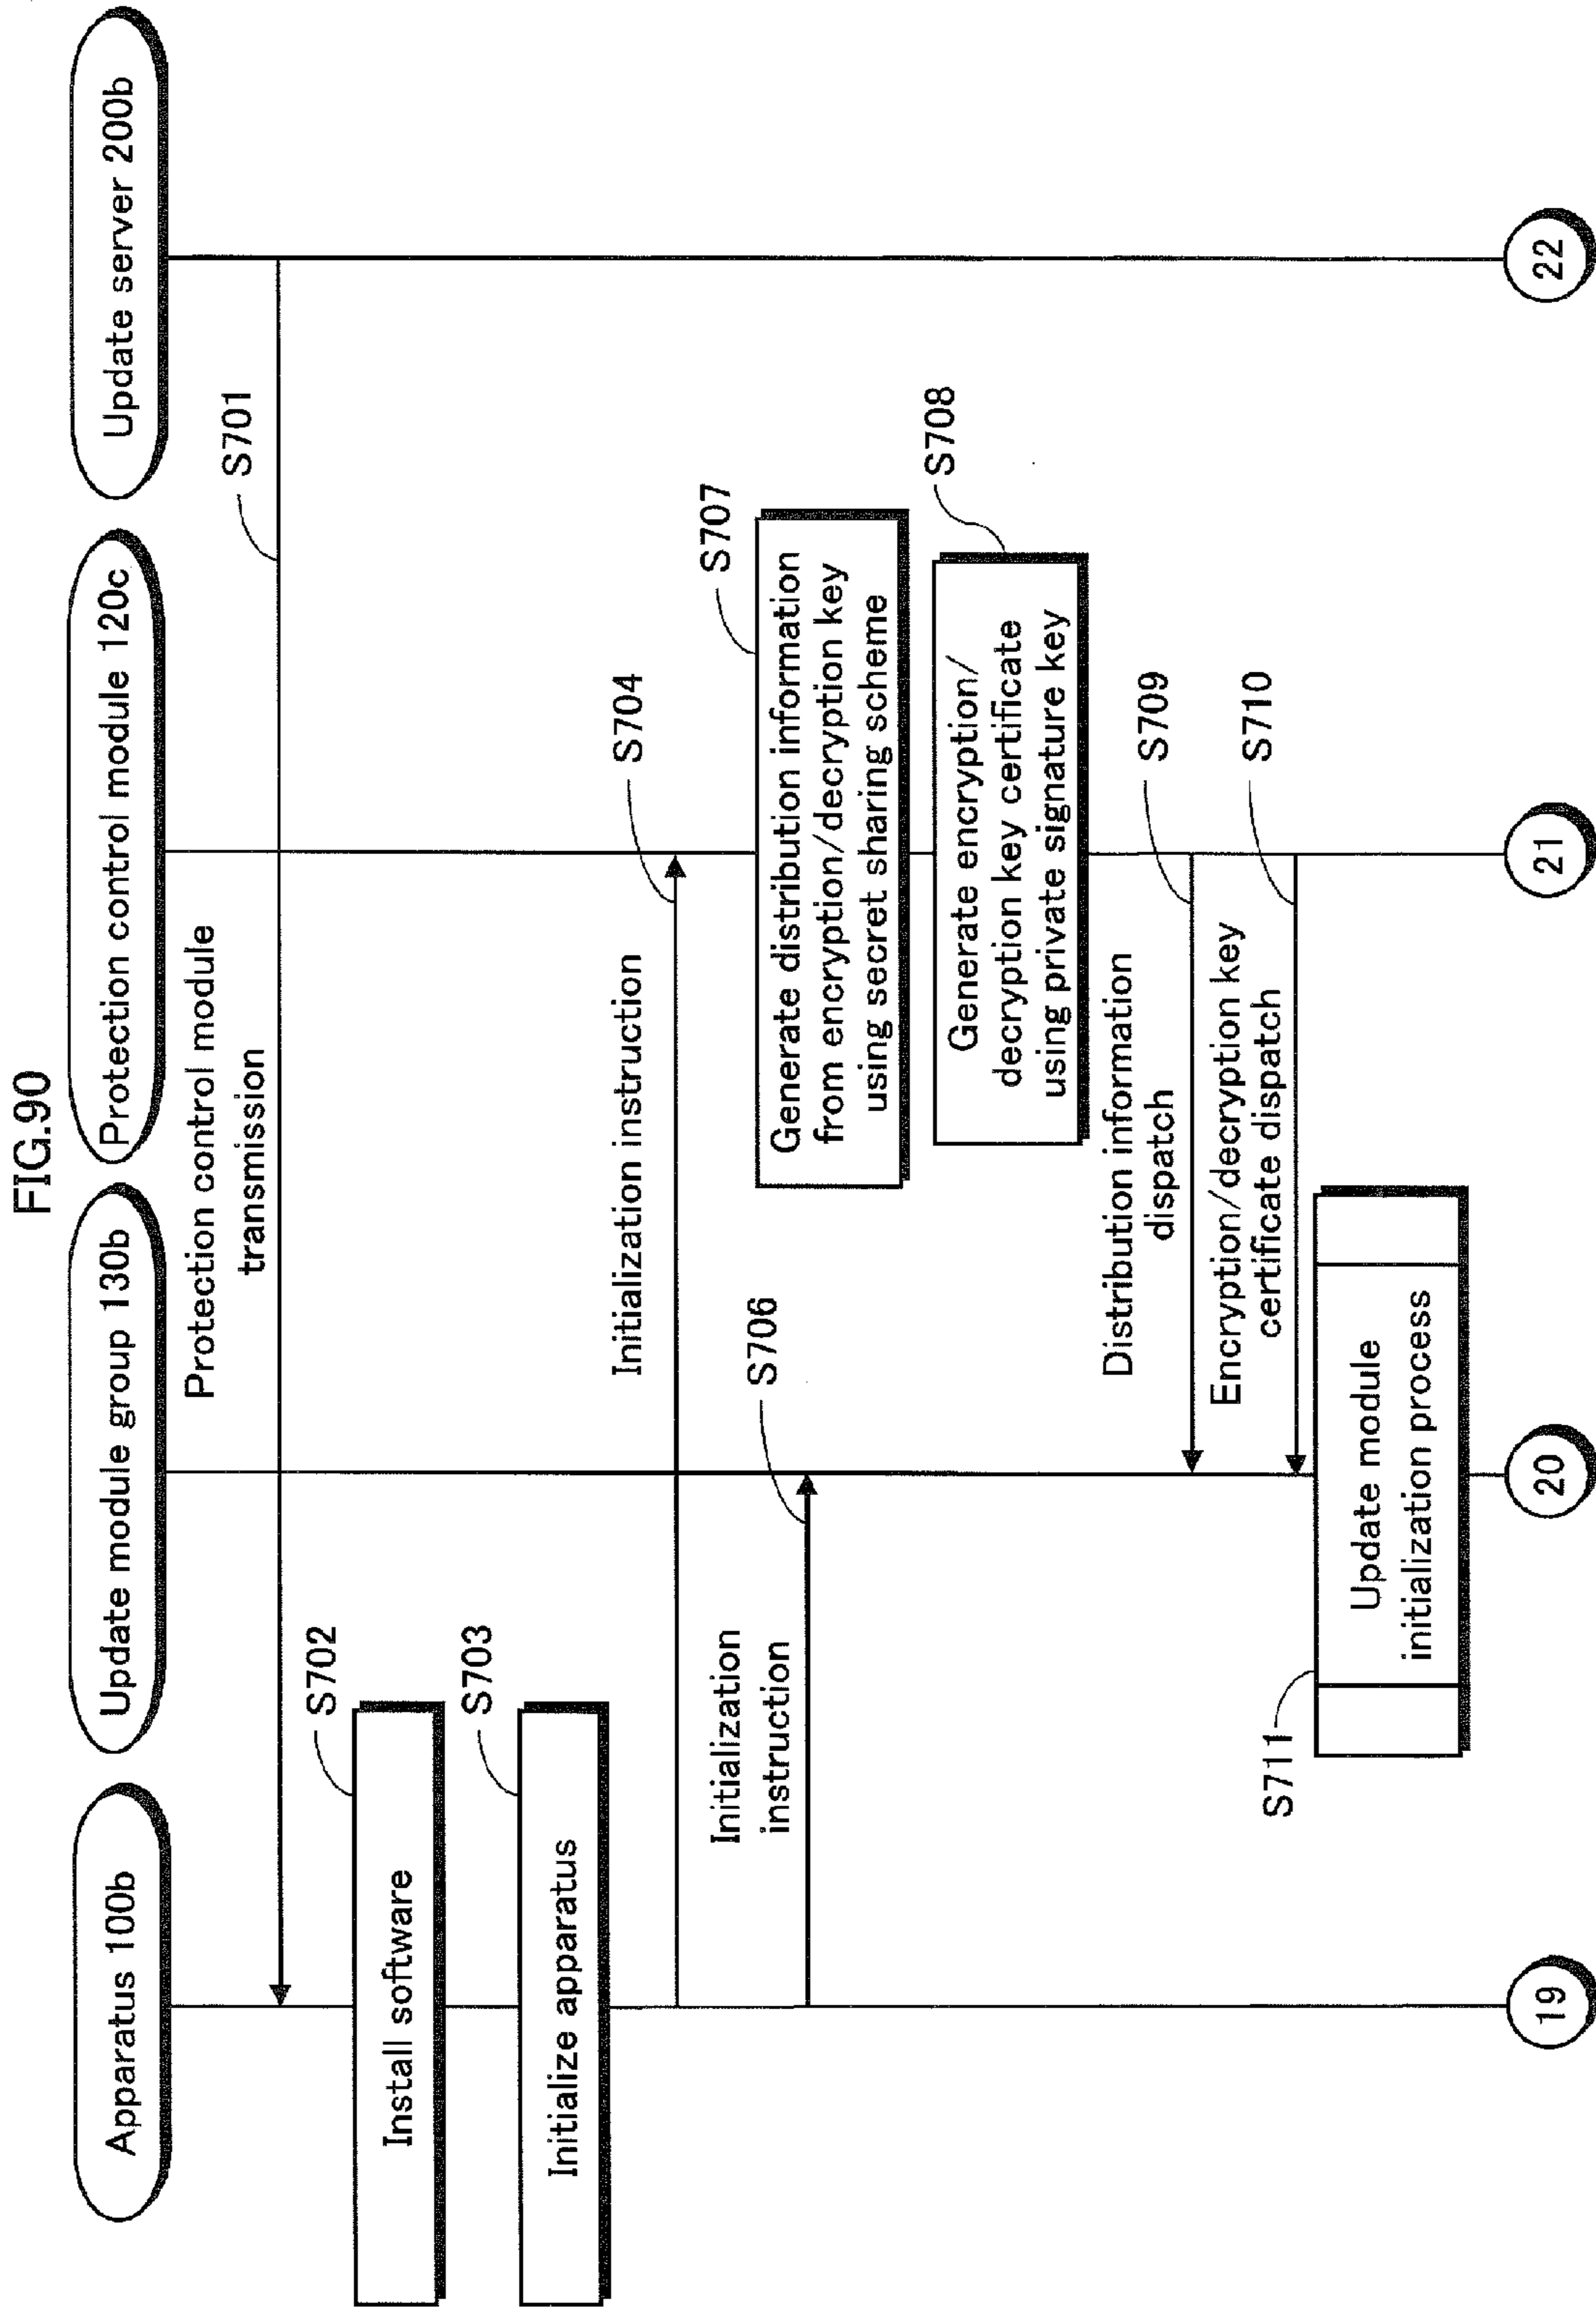 FIG.90
Apparatus 100b
Update module group 130b
Protection control module 120c
Update server 200b
Protection control module
transmission
S701
S702
Install software
S703
Initialize apparatus
Initialization instruction
S704
Initialization
instruction
S706
S707
Generate distribution information
from encryption/decryption key
using secret sharing scheme
S708
Generate encryption/
decryption key certificate
using private signature key
Distribution information
dispatch
S709
Encryption/decryption key
certificate dispatch
S710
S711
Update module
initialization process
19
20
21
22